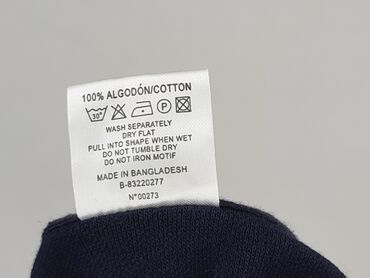 100% ALGODÓN/COTTON
30°
P
WASH SEPARATELY
DRY FLAT
PULL INTO SHAPE WHEN WET
DO NOT TUMBLE DRY
DO NOT IRON MOTIF
MADE IN BANGLADESH
B-83220277
N°00273